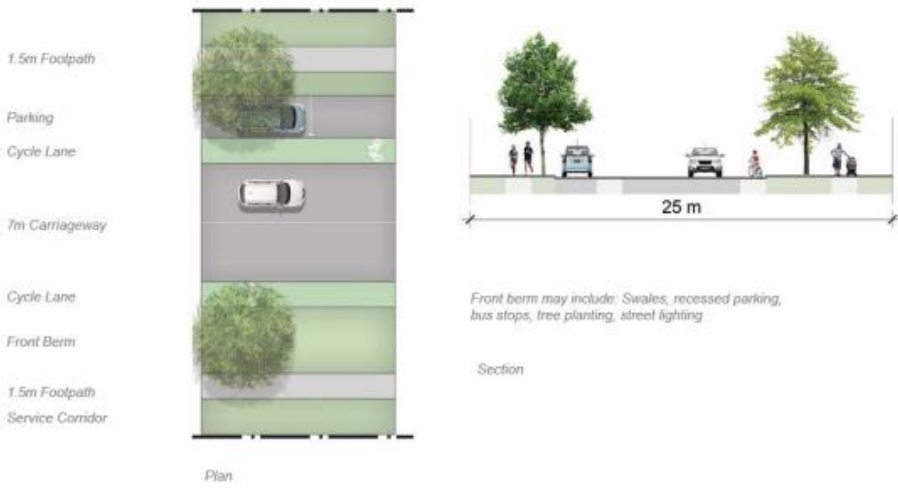 1.5m Footpath
Parking
Cycle Lane
7m Carriageway
Cycle Lane
Front Berm
1.5m Footpath
Service Corridor
Plan
25 m
Front berm may include: Swales, recessed parking,
bus stops, tree planting, street lighting
Section